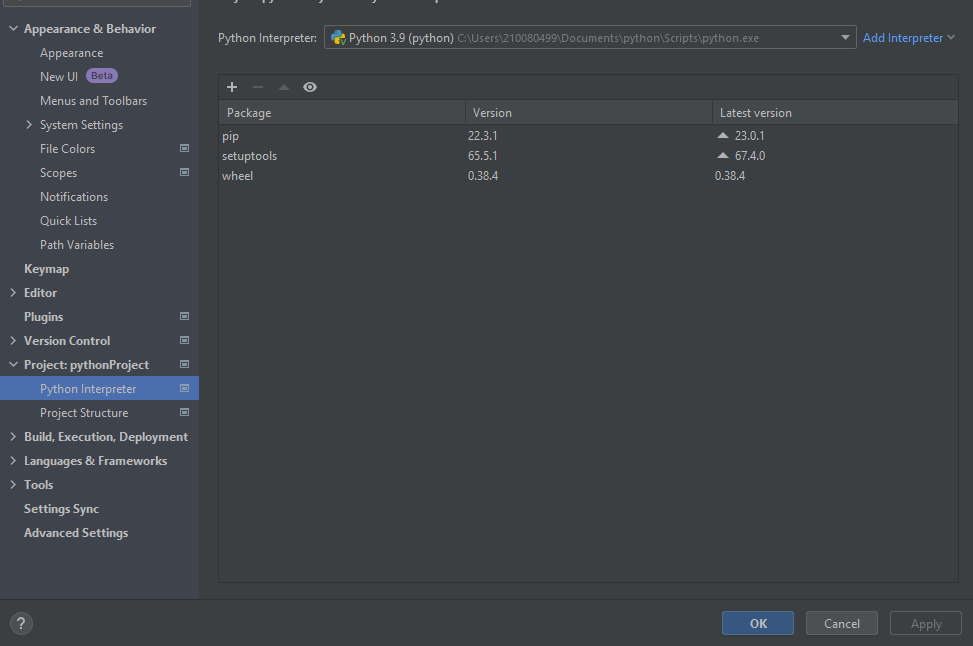 Appearance & Behavior
Appearance
New UI Beta
Menus and Toolbars
System Settings
File Colors
Scopes
Notifications
Quick Lists
Path Variables
Keymap
Editor
Plugins
Version Control
Project: pythonProject
Python Interpreter
Project Structure
Build, Execution, Deployment
Languages & Frameworks
Tools
Settings Sync
Advanced Settings
Python Interpreter: Python 3.9 (python) C:\Users\210080499\Documents\python\Scripts\python.exe Add Interpreter
Package Version Latest version
pip 22.3.1 23.0.1
setuptools 65.5.1 67.4.0
wheel 0.38.4 0.38.4
? OK Cancel Apply